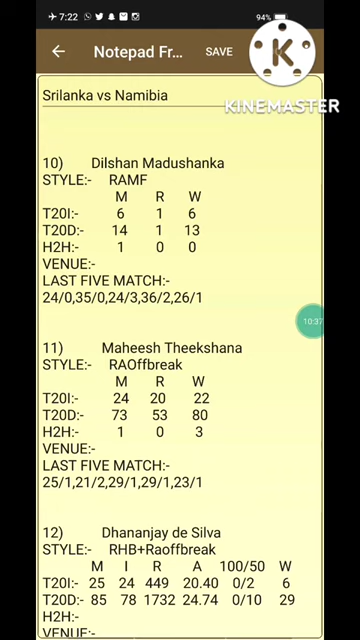 7:22
94%
Notepad Fr...
SAVE
K
KINEMASTER
Srilanka vs Namibia
10) Dilshan Madushanka
STYLE:- RAMF
M R W
T20I:- 6 1 6
T20D:- 14 1 13
H2H:- 1 0 0
VENUE:-
LAST FIVE MATCH:-
24/0,35/0,24/3,36/2,26/1
10:37
11) Maheesh Theekshana
STYLE:- RAOffbreak
M R W
T20I:- 24 20 22
T20D:- 73 53 80
H2H:- 1 0 3
VENUE:-
LAST FIVE MATCH:-
25/1,21/2,29/1,29/1,23/1
12) Dhananjay de Silva
STYLE:- RHB+Raoffbreak
M I R A 100/50 W
T20I:- 25 24 449 20.40 0/2 6
T20D:- 85 78 1732 24.74 0/10 29
H2H:-
VENUE:-